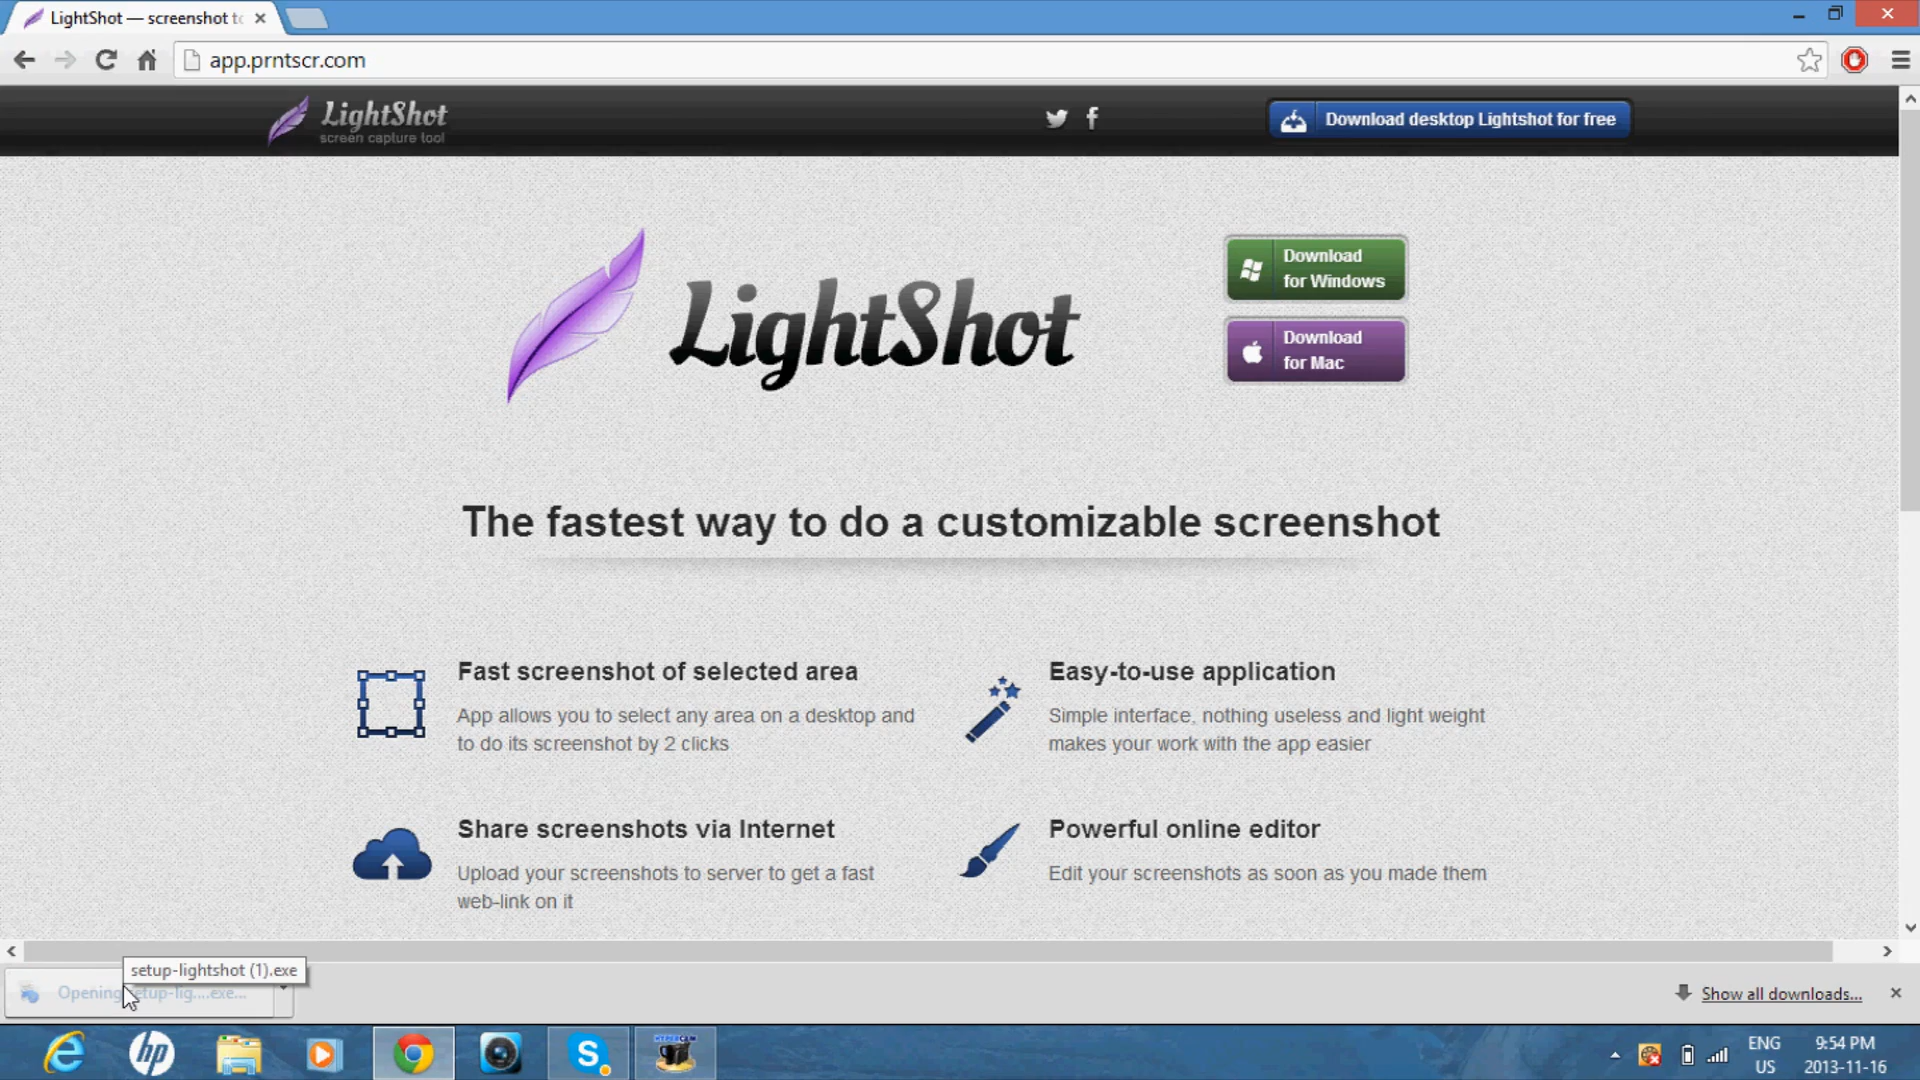 LightShot — screenshot to
app.prntscr.com
LightShot
screen capture tool
Download desktop Lightshot for free
LightShot
Download
for Windows
Download
for Mac
The fastest way to do a customizable screenshot
Fast screenshot of selected area
App allows you to select any area on a desktop and
to do its screenshot by 2 clicks
Easy-to-use application
Simple interface, nothing useless and light weight
makes your work with the app easier
Share screenshots via Internet
Upload your screenshots to server to get a fast
web-link on it
Powerful online editor
Edit your screenshots as soon as you made them
setup-lightshot (1).exe
Opening setup-lig....exe...
Show all downloads...
hp
S
HYPERCAM
ENG
US
9:54 PM
2013-11-16